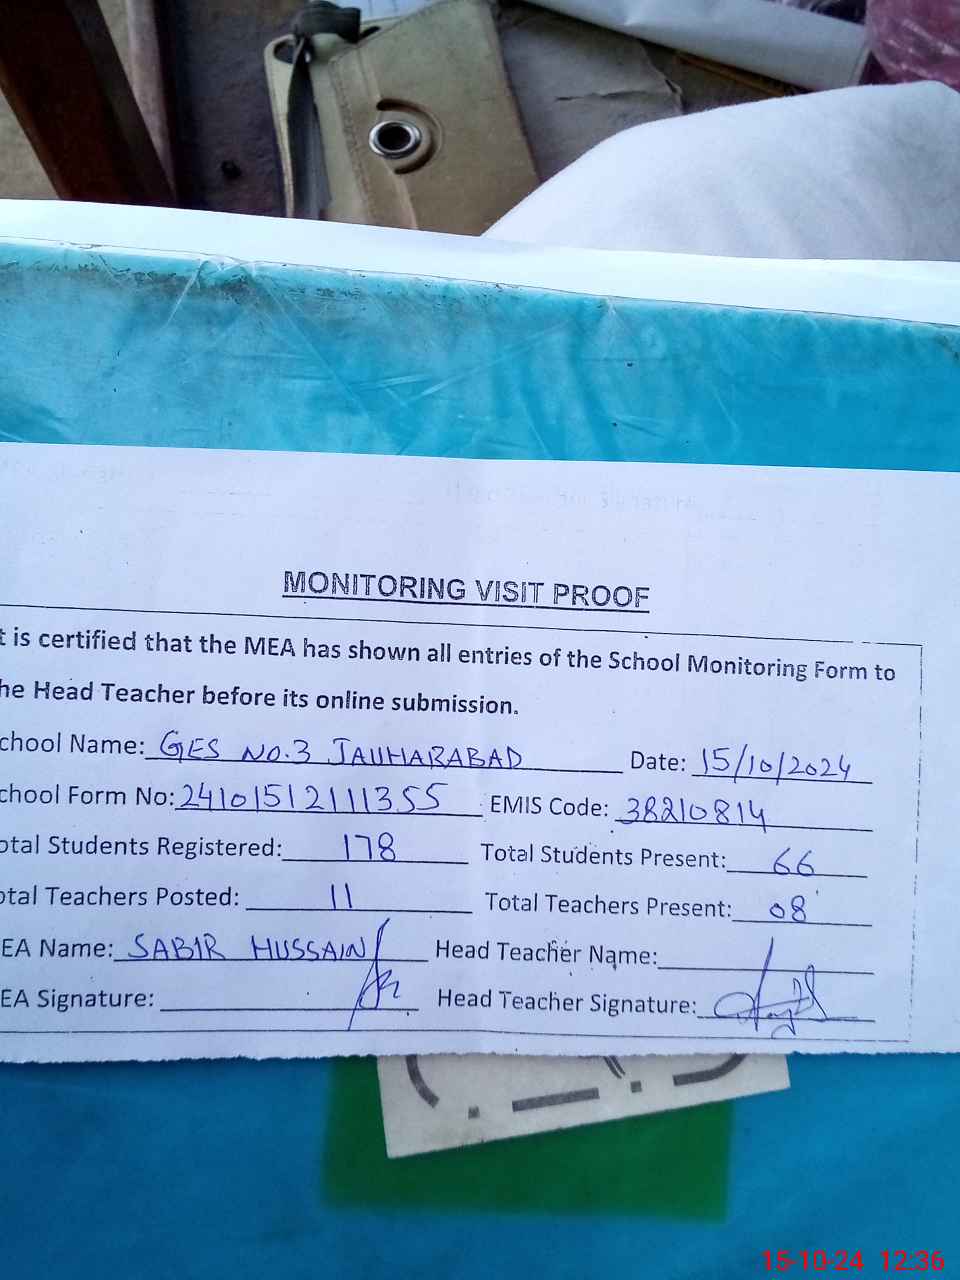 MONITORING VISIT PROOF
t is certified that the MEA has shown all entries of the School Monitoring Form to
he Head Teacher before its online submission.
chool Name: GES NO.3 JAUHARABAD Date: 15/10/2024
chool Form No: 24101512111355 EMIS Code: 38210814
otal Students Registered: 178 Total Students Present: 66
otal Teachers Posted: 11 Total Teachers Present: 08
EA Name: SABIR HUSSAIN Head Teacher Name:
EA Signature: Head Teacher Signature:
15-10-24 12:36